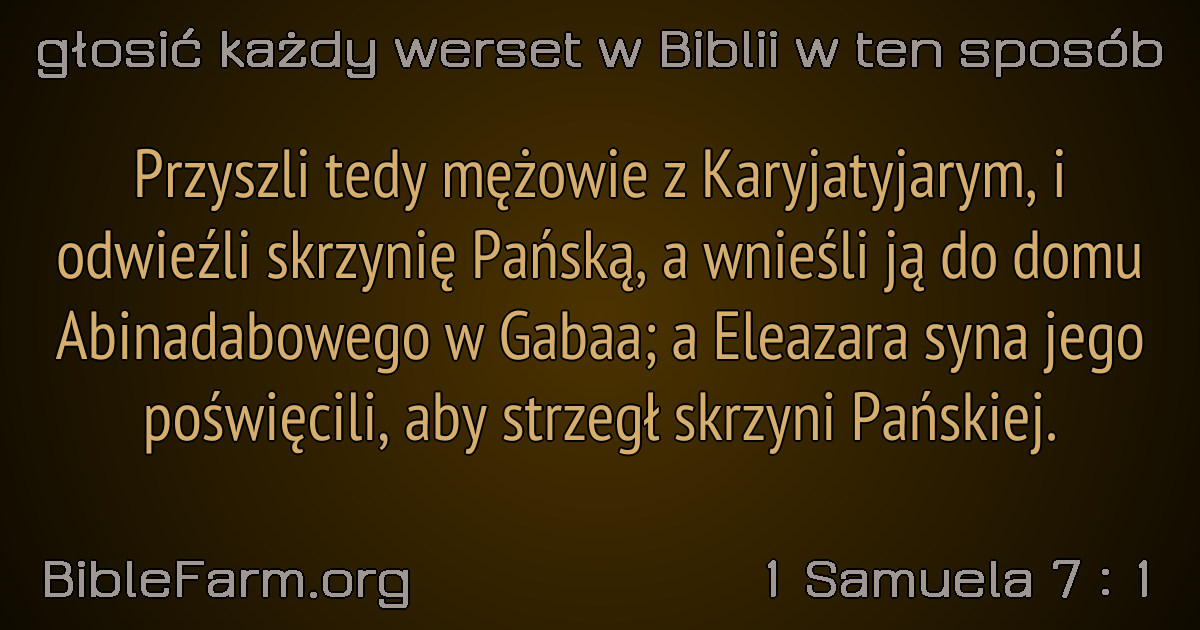 głosić każdy werset w Biblii w ten sposób
Przyszli tedy mężowie z Karyjatyjarym, i
odwieźli skrzynię Pańską, a wnieśli ją do domu
Abinadabowego w Gabaa; a Eleazara syna jego
poświęcili, aby strzegł skrzyni Pańskiej.
BibleFarm.org
1 Samuela 7 : 1